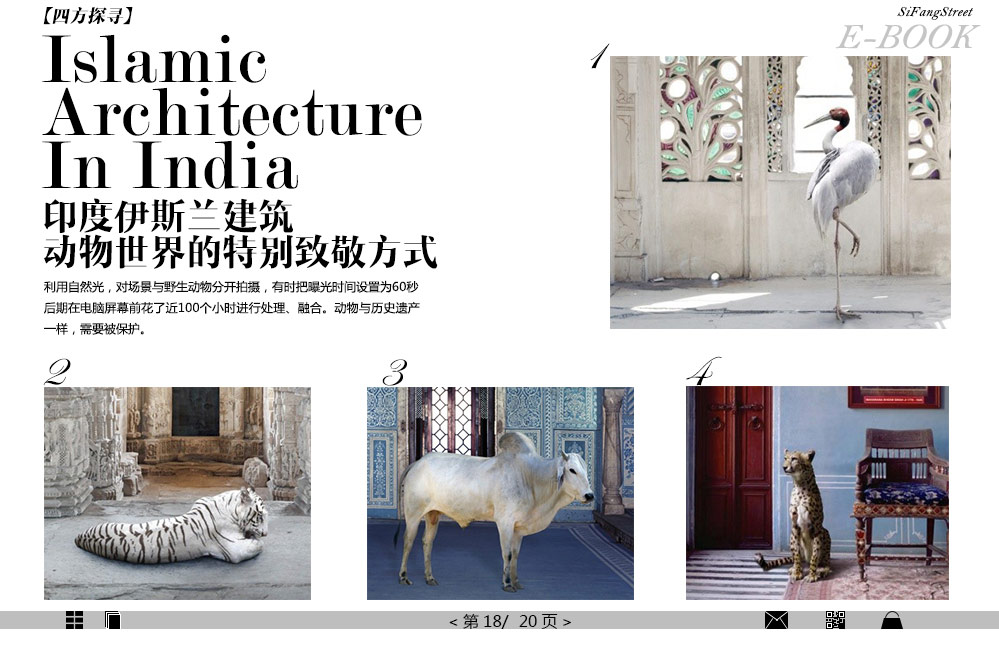 【四方探寻】
SiFangStreet
E-BOOK
Islamic
Architecture
In India
印度伊斯兰建筑
动物世界的特别致敬方式
利用自然光，对场景与野生动物分开拍摄，有时把曝光时间设置为60秒
后期在电脑屏幕前花了近100个小时进行处理、融合。动物与历史遗产
一样，需要被保护。
1
2
3
4
< 第 18/ 20 页 >